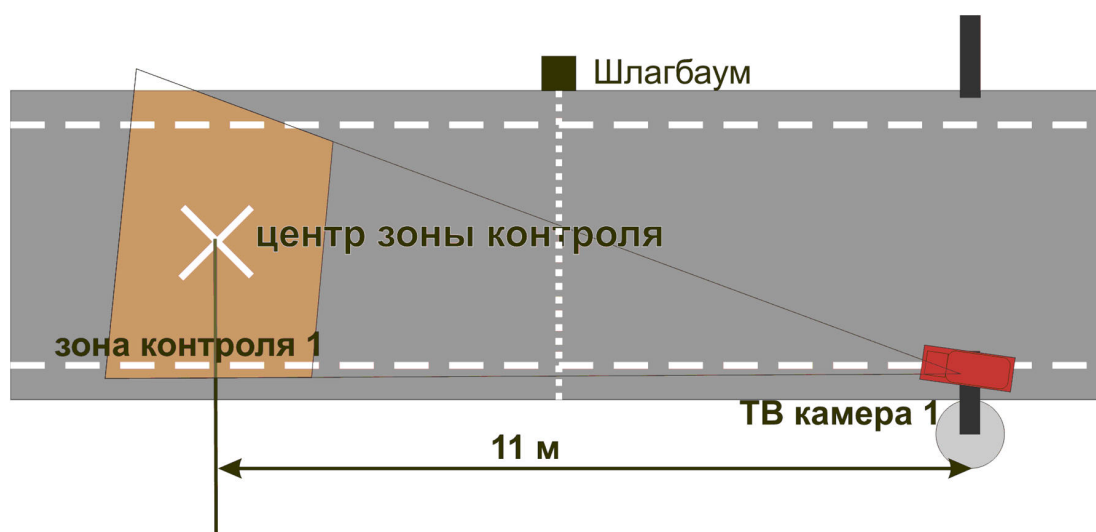 Шлагбаум
центр зоны контроля
зона контроля 1
ТВ камера 1
11 м